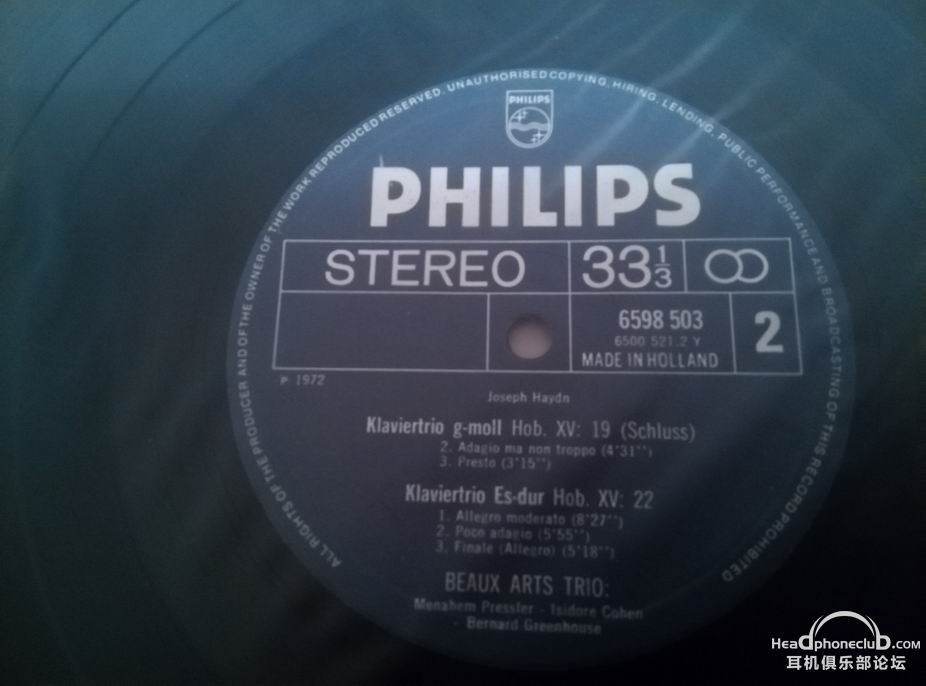 ALL RIGHTS OF THE PRODUCER AND OF THE OWNER OF THE WORK REPRODUCED RESERVED. UNAUTHORISED COPYING, HIRING, LENDING, PUBLIC PERFORMANCE AND BROADCASTING OF THIS RECORD PROHIBITED
PHILIPS
PHILIPS
STEREO
33 1/3
6598 503
6500 521.2 Y
MADE IN HOLLAND
2
P 1972
Joseph Haydn
Klaviertrio g-moll Hob. XV: 19 (Schluss)
2. Adagio ma non troppo (4'31'')
3. Presto (3'15'')
Klaviertrio Es-dur Hob. XV: 22
1. Allegro moderato (8'27'')
2. Poco adagio (5'55'')
3. Finale (Allegro) (5'18'')
BEAUX ARTS TRIO:
Menahem Pressler - Isidore Cohen
- Bernard Greenhouse
HeadphoneclubD.com
耳机俱乐部论坛